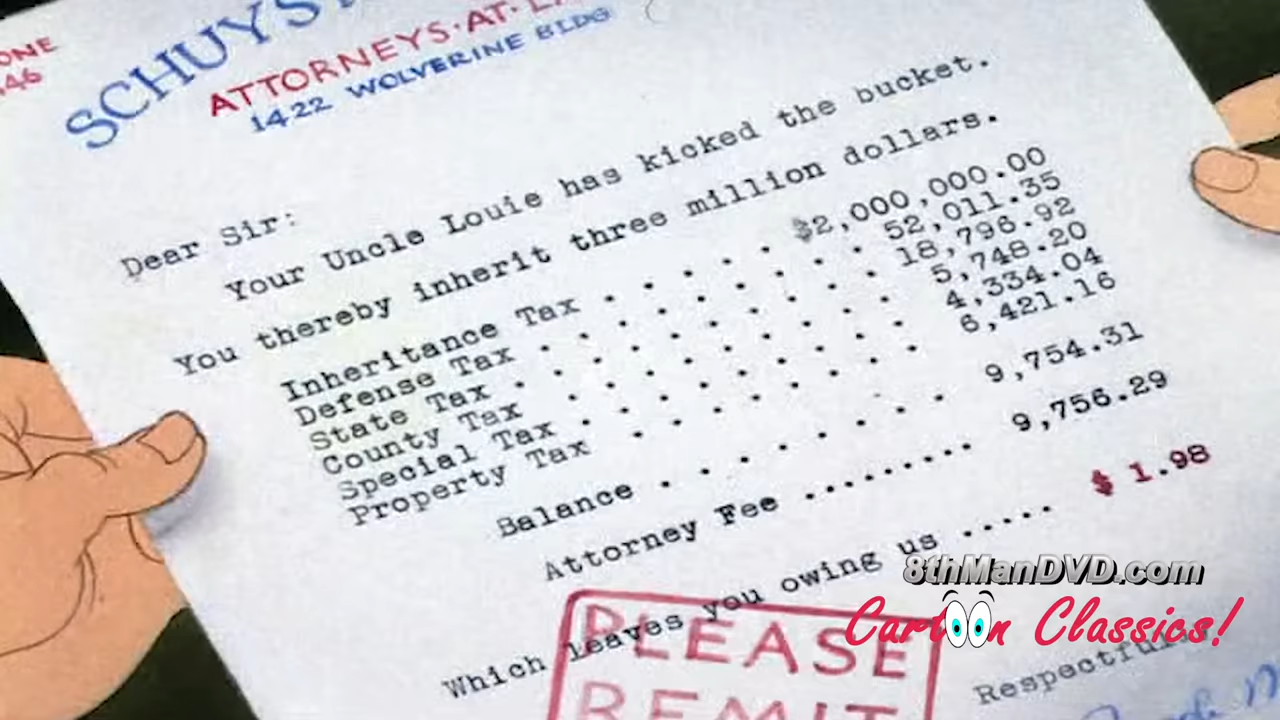 SCHUYS
ATTORNEYS·AT·
1422 WOLVERINE BLDG
Dear Sir:
Your Uncle Louie has kicked the bucket.
You thereby inherit three million dollars.
Inheritance Tax . . . . . $2,000,000.00
Defense Tax . . . . . . . . . 52,011.35
State Tax . . . . . . . . . . 18,796.92
County Tax . . . . . . . . . 5,748.20
Special Tax . . . . . . . . . 4,334.04
Property Tax . . . . . . . . 6,421.16
Balance . . . . . . . . 9,754.31
Attorney Fee .......... 9,756.29
Which leaves you owing us ..... $ 1.98
PLEASE
REMIT
8thManDVD.com
Cartoon Classics!